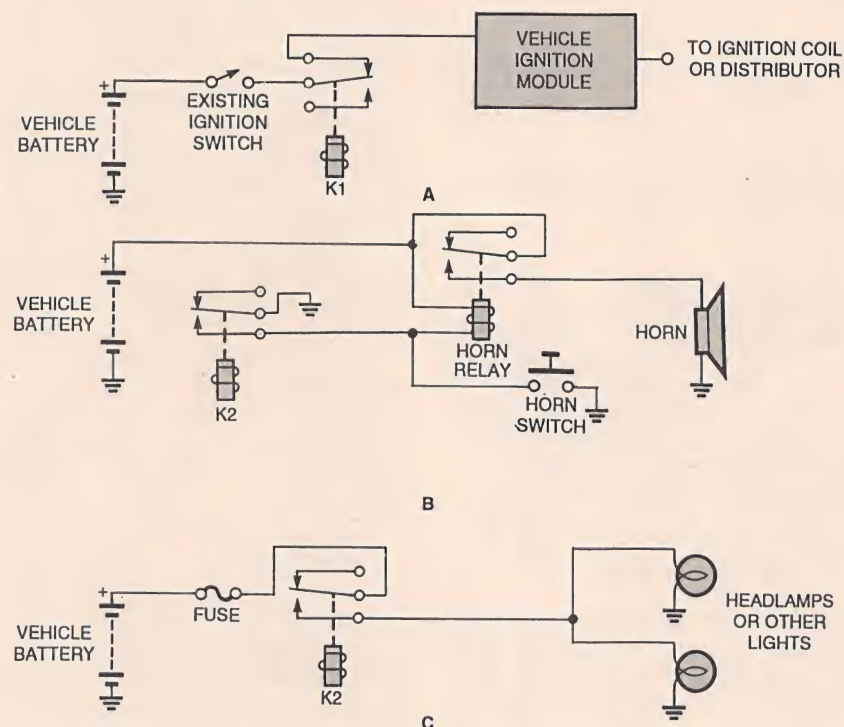 VEHICLE
IGNITION
MODULE
TO IGNITION COIL
OR DISTRIBUTOR
+
EXISTING
IGNITION
SWITCH
VEHICLE
BATTERY
K1
A
+
VEHICLE
BATTERY
K2
HORN
RELAY
HORN
SWITCH
HORN
B
+
FUSE
VEHICLE
BATTERY
K2
HEADLAMPS
OR OTHER
LIGHTS
C